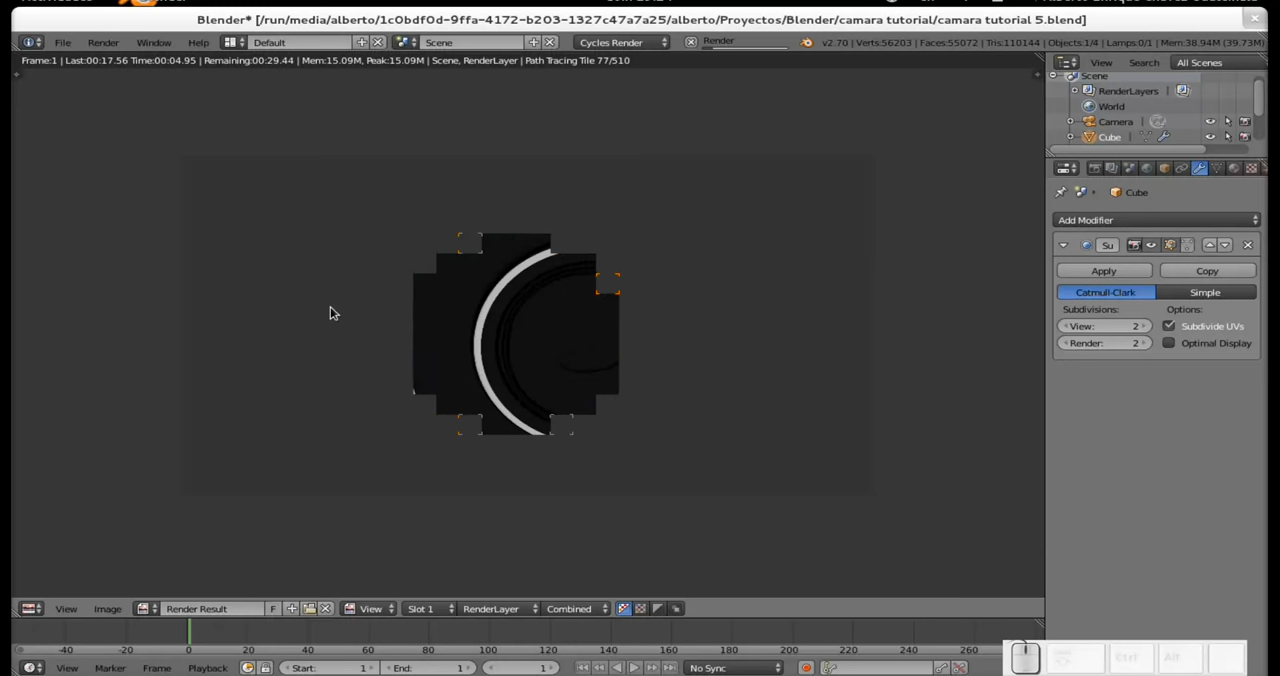 Blender* [/run/media/alberto/1c0bdf0d-9ffa-4172-b203-1327c47a7a25/alberto/Proyectos/Blender/camara tutorial/camara tutorial 5.blend]
File Render Window Help Default Scene Cycles Render Render v2.70 | Verts:56203 | Faces:55072 | Tris:110144 | Objects:1/4 | Lamps:0/1 | Mem:38.94M (39.73M)
Frame:1 | Last:00:17.56 Time:00:04.95 | Remaining:00:29.44 | Mem:15.09M, Peak:15.09M | Scene, RenderLayer | Path Tracing Tile 77/510
View Search All Scenes
Scene
RenderLayers
World
Camera
Cube
Cube
Add Modifier
Su
Apply Copy
Catmull-Clark Simple
Subdivisions: Options:
View: 2 Subdivide UVs
Render: 2 Optimal Display
View Image Render Result F View Slot 1 RenderLayer Combined
-40 -20 0 20 40 60 80 100 120 140 160 180 200 220 240 260
View Marker Frame Playback Start: 1 End: 1 1 No Sync
Ctrl Alt